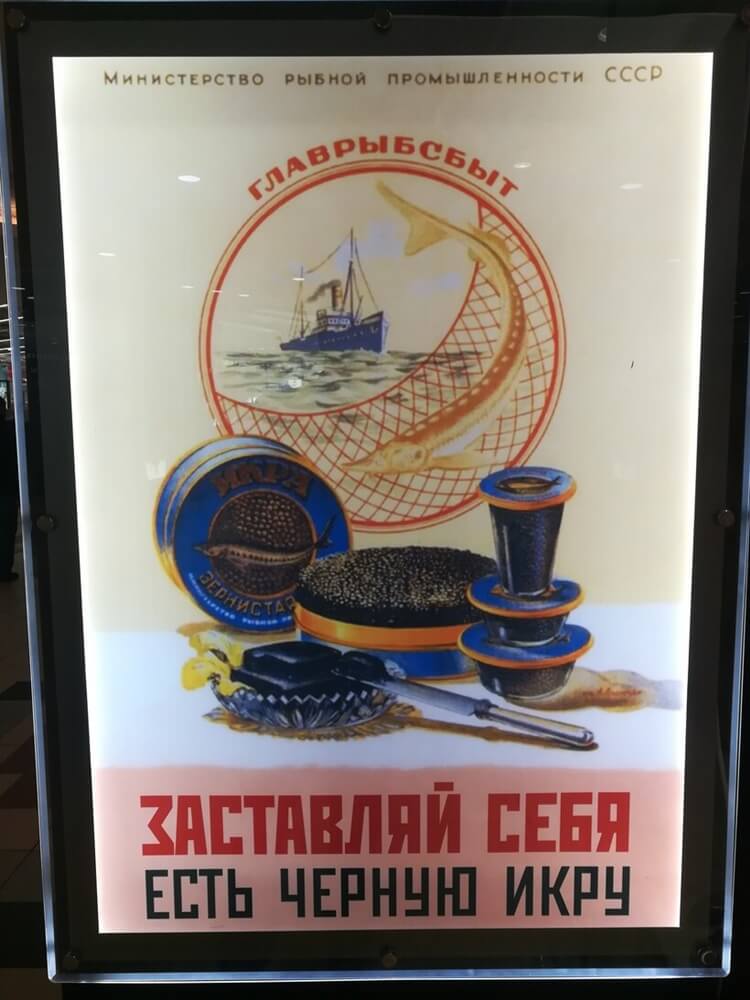 Министерство рыбной промышленности СССР
ГЛАВРЫБСБЫТ
ИКРА
ЗЕРНИСТАЯ
ЗАСТАВЛЯЙ СЕБЯ
ЕСТЬ ЧЕРНУЮ ИКРУ